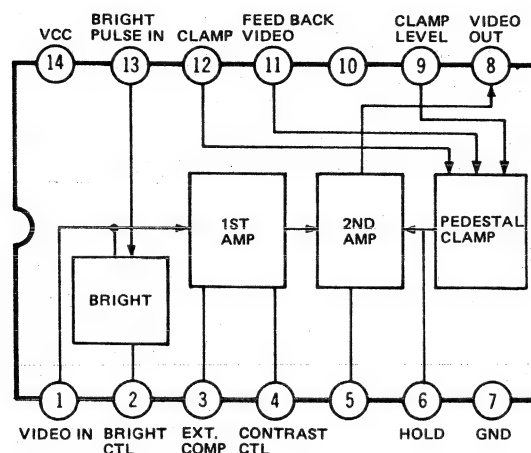 VCC
BRIGHT
PULSE IN
CLAMP
FEED BACK
VIDEO
CLAMP
LEVEL
VIDEO
OUT
14
13
12
11
10
9
8
1ST
AMP
2ND
AMP
PEDESTAL
CLAMP
BRIGHT
1
2
3
4
5
6
7
VIDEO IN
BRIGHT
CTL
EXT.
COMP
CONTRAST
CTL
HOLD
GND